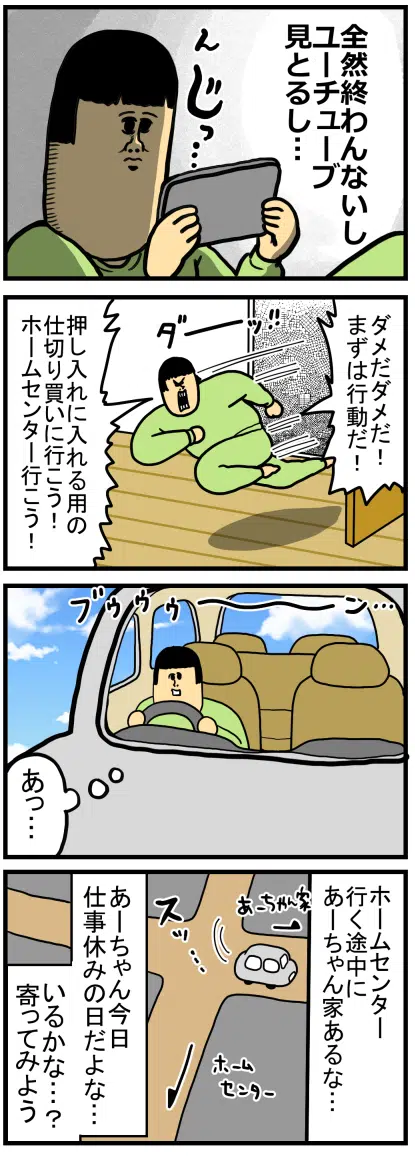 全然終わんないし
ユーチューブ
見とるし…
んじっ…
ダーッ!!
ダメだダメだ！
まずは行動だ！
押し入れに入れる用の
仕切り買いに行こう！
ホームセンター行こう！
ブゥゥゥーーン…
あっ…
ホームセンター
行く途中に
あーちゃん家あるな…
あーちゃん家
スッ…
ホーム
センター
あーちゃん今日
仕事休みの日だよな…
いるかな…？
寄ってみよう